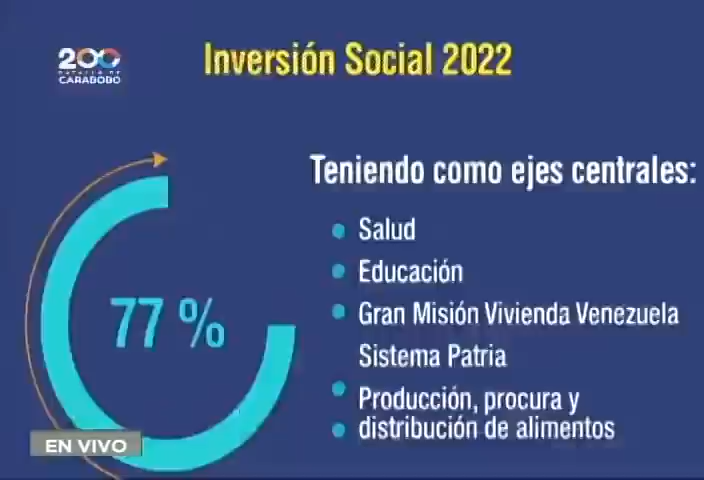 Inversión Social 2022
200
BATALLA DE
CARABOBO
Teniendo como ejes centrales:
Salud
Educación
Gran Misión Vivienda Venezuela
Sistema Patria
Producción, procura y
distribución de alimentos
77 %
EN VIVO